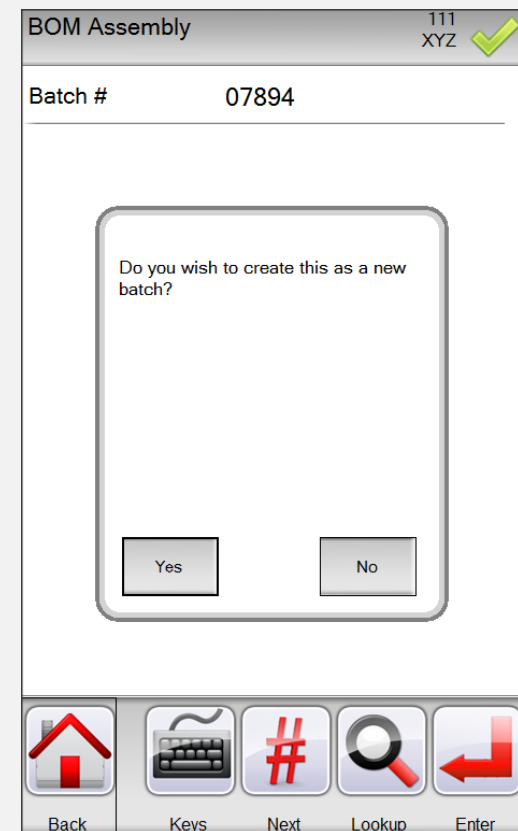 BOM Assembly
111
XYZ
Batch # 07894
Do you wish to create this as a new
batch?
Yes No
#
Back Keys Next Lookup Enter